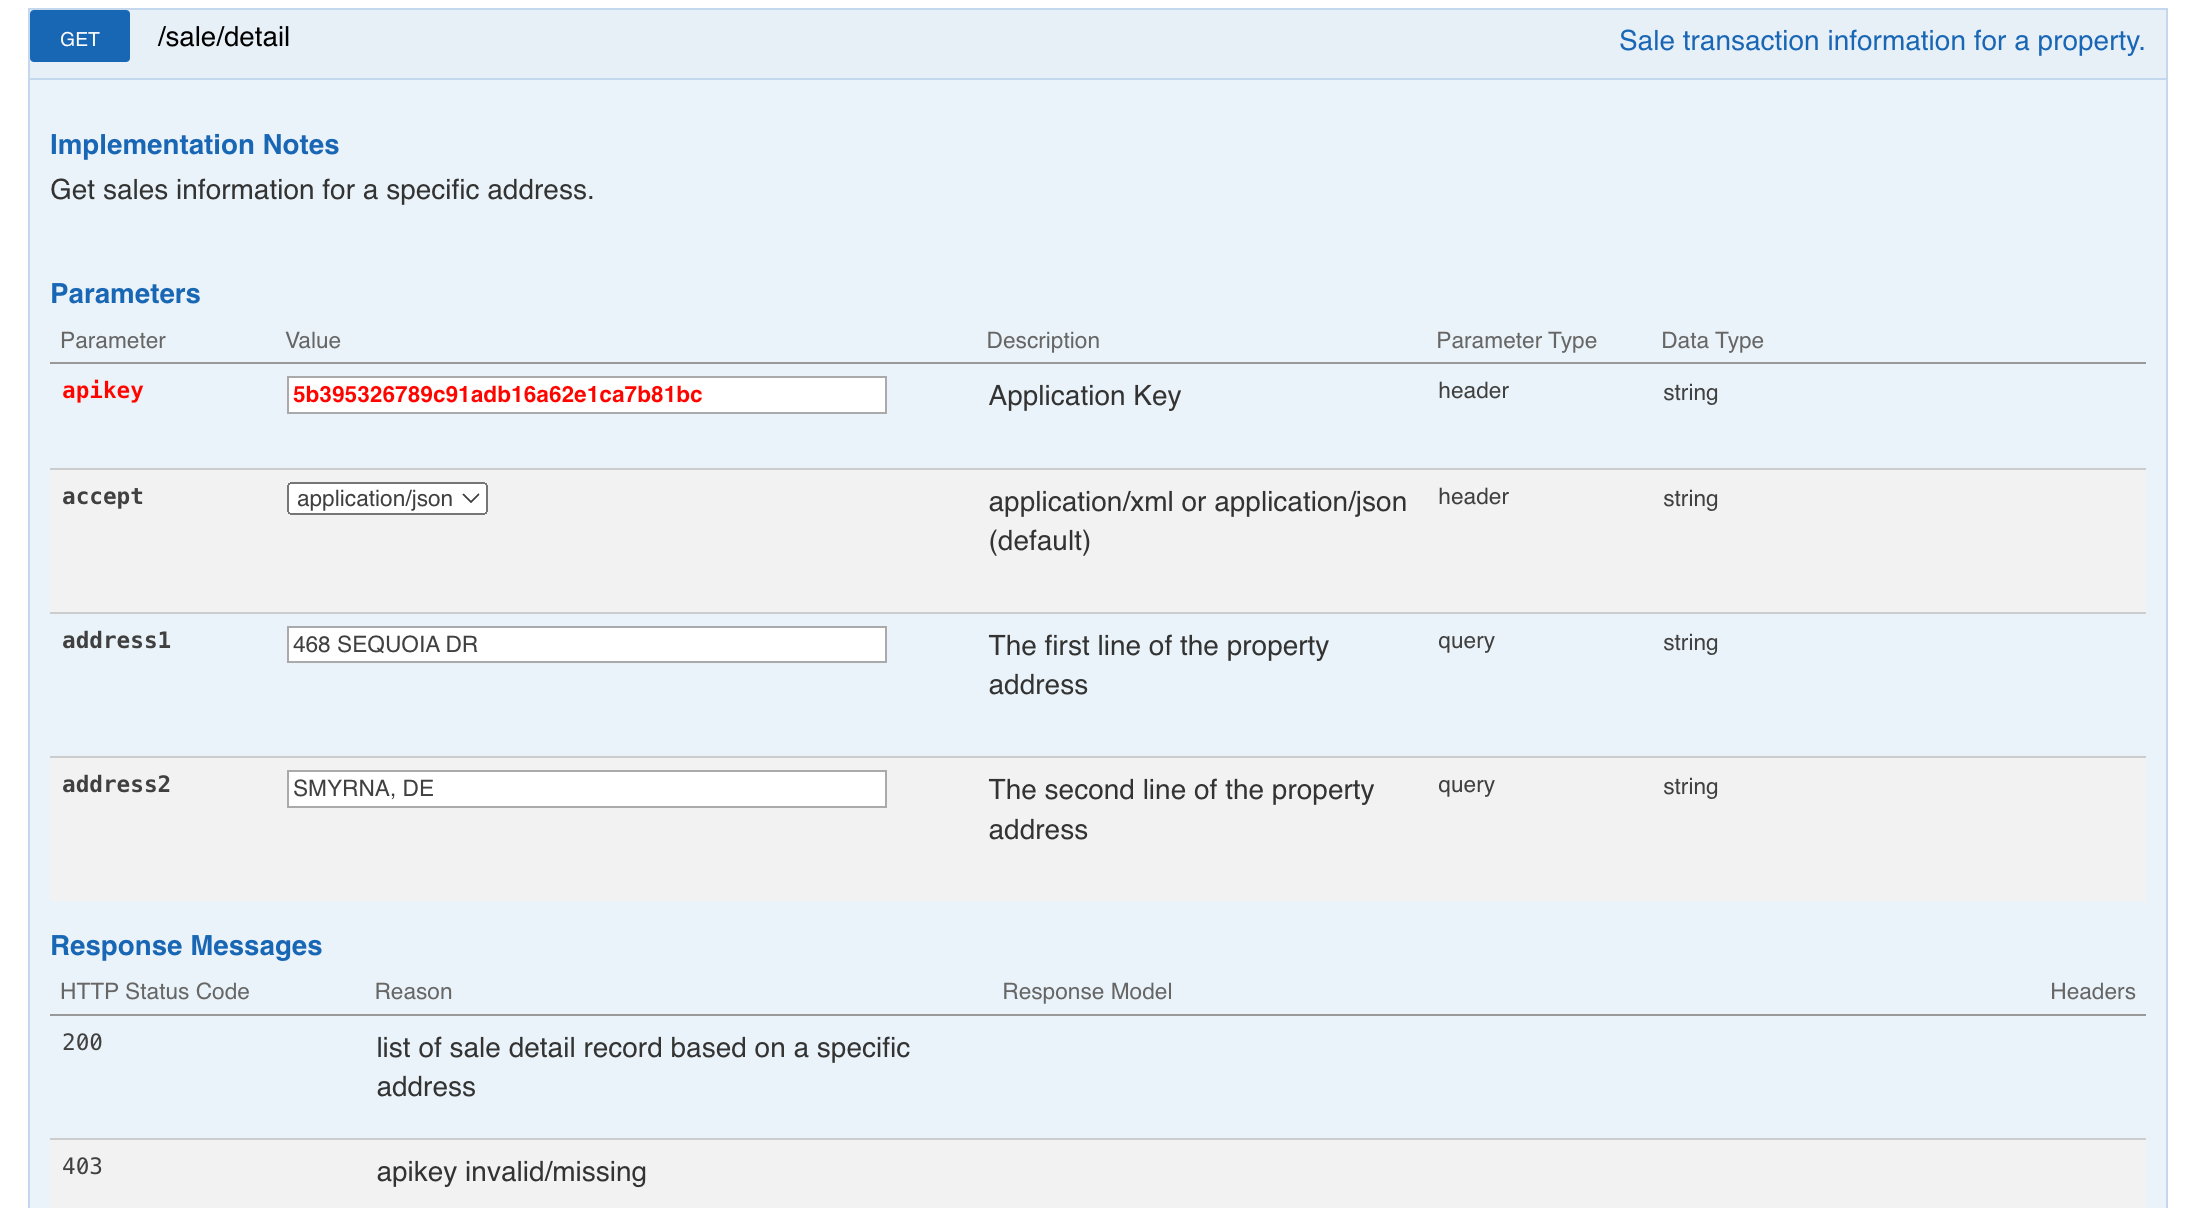 GET /sale/detail Sale transaction information for a property.
Implementation Notes
Get sales information for a specific address.
Parameters
Parameter Value Description Parameter Type Data Type
apikey 5b395326789c91adb16a62e1ca7b81bc Application Key header string
accept application/json application/xml or application/json header string
(default)
address1 468 SEQUOIA DR The first line of the property query string
address
address2 SMYRNA, DE The second line of the property query string
address
Response Messages
HTTP Status Code Reason Response Model Headers
200 list of sale detail record based on a specific
address
403 apikey invalid/missing